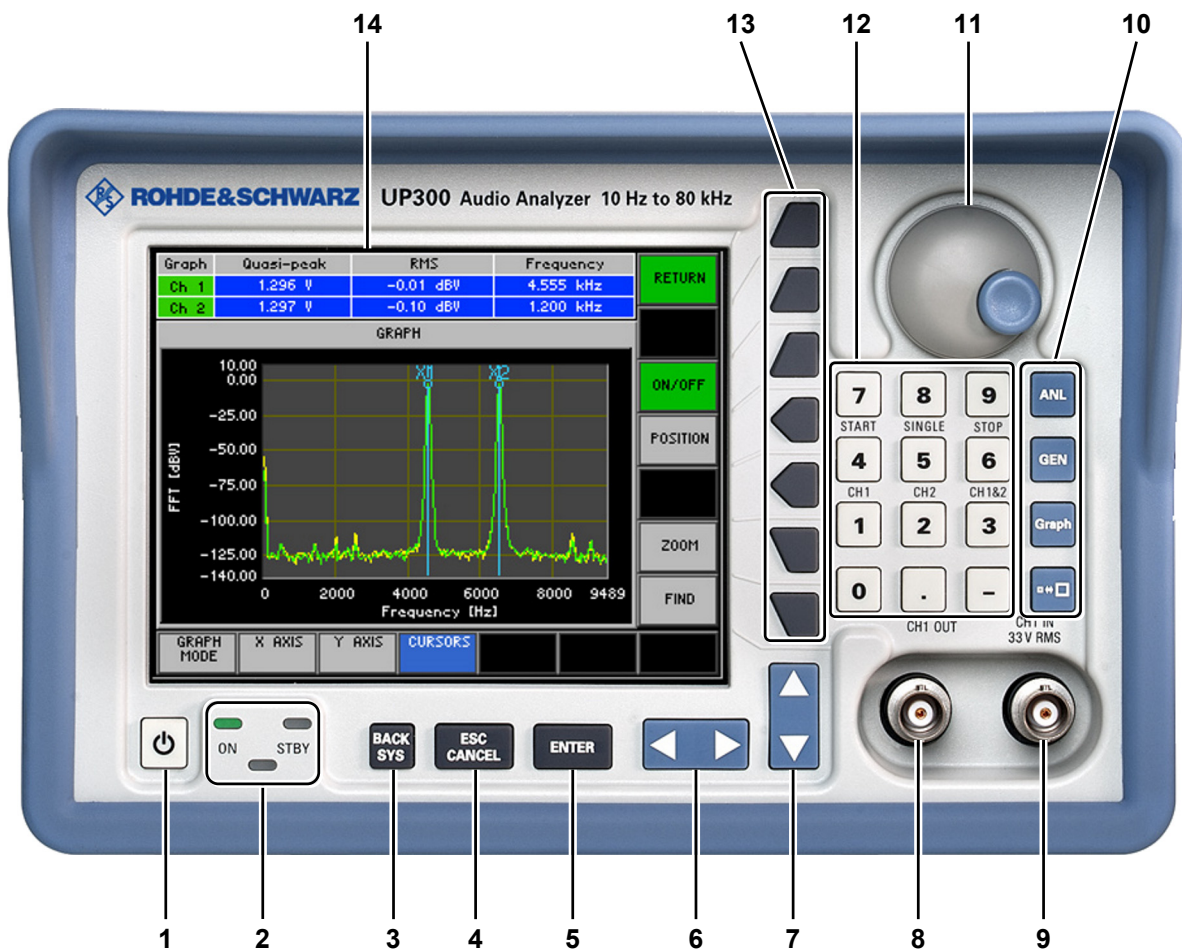 14 13 12 11 10
ROHDE&SCHWARZ UP300 Audio Analyzer 10 Hz to 80 kHz
Graph Quasi-peak RMS Frequency
Ch 1 1.296 V -0.01 dBV 4.555 kHz
Ch 2 1.297 V -0.10 dBV 1.200 kHz
GRAPH
10.00
0.00
-25.00
-50.00
-75.00
-100.00
-125.00
-140.00
FFT [dBV]
0 2000 4000 6000 8000 9489
Frequency [Hz]
RETURN
ON/OFF
POSITION
ZOOM
FIND
GRAPH MODE X AXIS Y AXIS CURSORS
7 8 9 ANL
START SINGLE STOP
4 5 6 GEN
CH1 CH2 CH1&2
1 2 3 Graph
0 . -
CH1 OUT CH1 IN
33 V RMS
ON STBY
BACK SYS
ESC CANCEL
ENTER
1 2 3 4 5 6 7 8 9